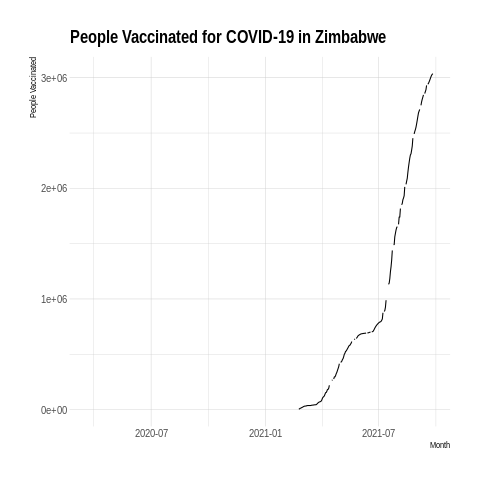 People Vaccinated for COVID-19 in Zimbabwe
People Vaccinated
3e+06
2e+06
1e+06
0e+00
2020-07 2021-01 2021-07
Month